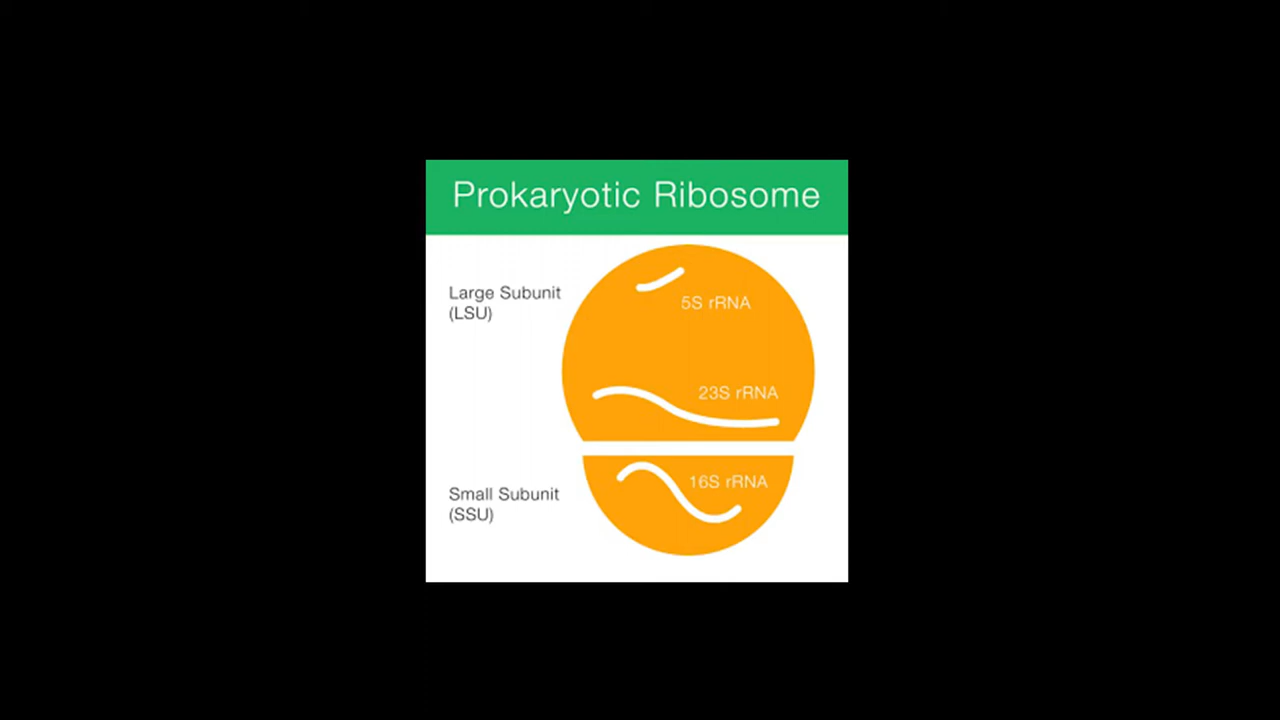 Prokaryotic Ribosome
Large Subunit
(LSU)
5S rRNA
23S rRNA
16S rRNA
Small Subunit
(SSU)